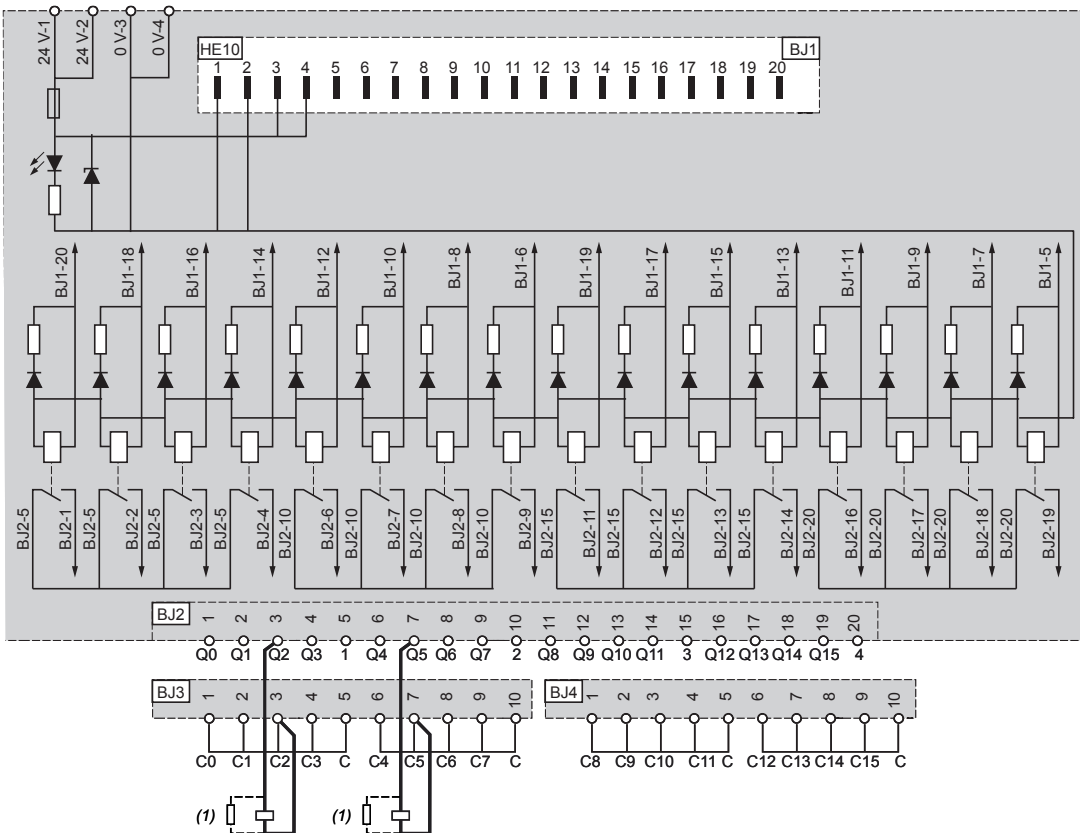 24 V-1
24 V-2
0 V-3
0 V-4
HE10 BJ1
1 2 3 4 5 6 7 8 9 10 11 12 13 14 15 16 17 18 19 20
BJ1-20 BJ1-18 BJ1-16 BJ1-14 BJ1-12 BJ1-10 BJ1-8 BJ1-6 BJ1-19 BJ1-17 BJ1-15 BJ1-13 BJ1-11 BJ1-9 BJ1-7 BJ1-5
BJ2-5 BJ2-1 BJ2-5 BJ2-2 BJ2-5 BJ2-3 BJ2-5 BJ2-4 BJ2-10 BJ2-6 BJ2-10 BJ2-7 BJ2-10 BJ2-8 BJ2-10 BJ2-9 BJ2-15 BJ2-11 BJ2-15 BJ2-12 BJ2-15 BJ2-13 BJ2-15 BJ2-14 BJ2-20 BJ2-16 BJ2-20 BJ2-17 BJ2-20 BJ2-18 BJ2-20 BJ2-19
BJ2 1 2 3 4 5 6 7 8 9 10 11 12 13 14 15 16 17 18 19 20
Q0 Q1 Q2 Q3 1 Q4 Q5 Q6 Q7 2 Q8 Q9 Q10 Q11 3 Q12 Q13 Q14 Q15 4
BJ3 1 2 3 4 5 6 7 8 9 10
BJ4 1 2 3 4 5 6 7 8 9 10
C0 C1 C2 C3 C C4 C5 C6 C7 C
C8 C9 C10 C11 C C12 C13 C14 C15 C
(1) (1)